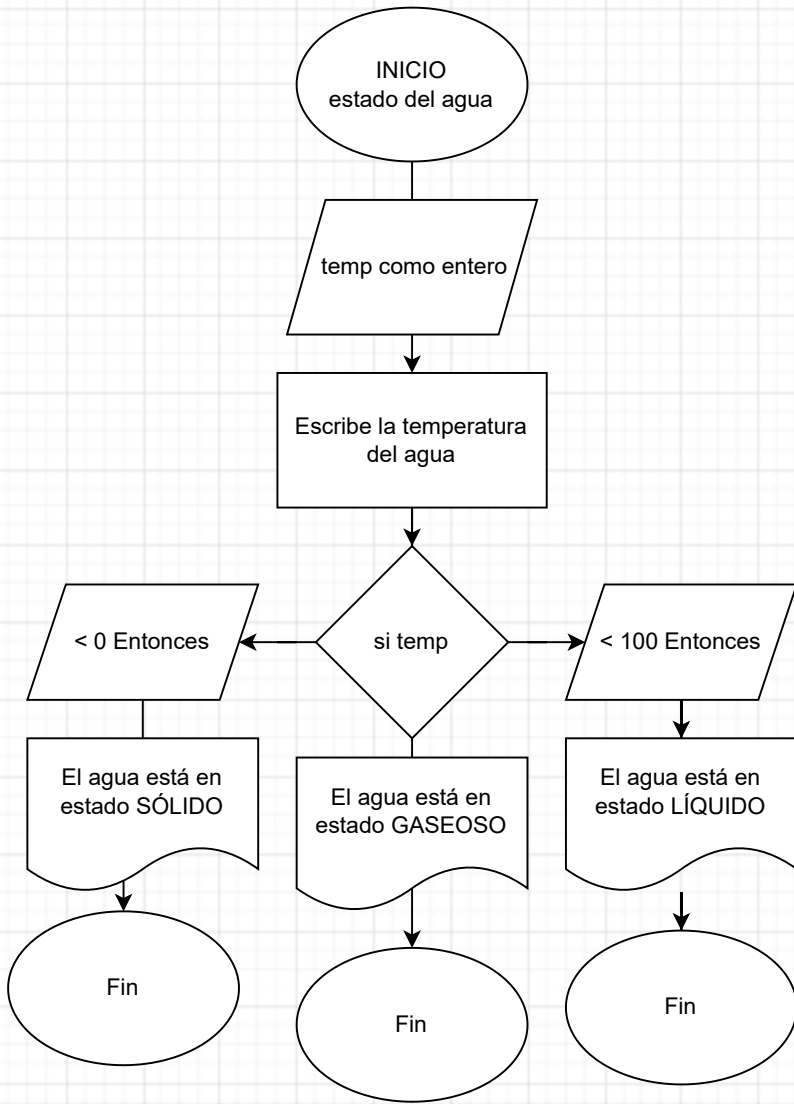 INICIO
estado del agua
temp como entero
Escribe la temperatura
del agua
< 0 Entonces
si temp
< 100 Entonces
El agua está en
estado SÓLIDO
El agua está en
estado GASEOSO
El agua está en
estado LÍQUIDO
Fin
Fin
Fin